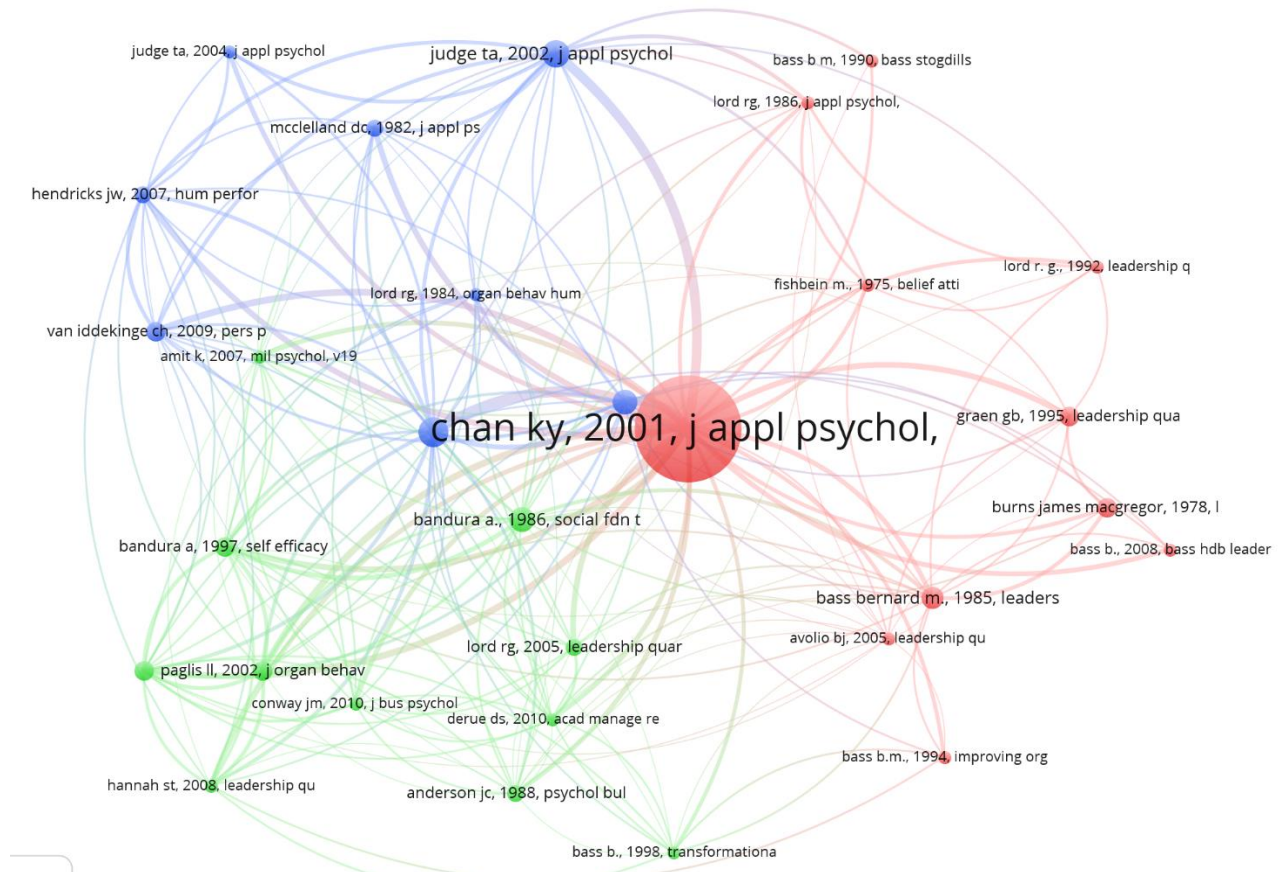 judge ta, 2004, j appl psychol
judge ta, 2002, j appl psychol
bass b m, 1990, bass stogdills
lord rg, 1986, j appl psychol,
mcclelland dc, 1982, j appl ps
hendricks jw, 2007, hum perfor
lord r. g., 1992, leadership q
fishbein m., 1975, belief atti
lord rg, 1984, organ behav hum
van iddekinge ch, 2009, pers p
amit k, 2007, mil psychol, v19
graen gb, 1995, leadership qua
chan ky, 2001, j appl psychol,
burns james macgregor, 1978, l
bandura a., 1986, social fdn t
bandura a, 1997, self efficacy
bass b., 2008, bass hdb leader
bass bernard m., 1985, leaders
avolio bj, 2005, leadership qu
lord rg, 2005, leadership quar
paglis ll, 2002, j organ behav
conway jm, 2010, j bus psychol
derue ds, 2010, acad manage re
bass b.m., 1994, improving org
hannah st, 2008, leadership qu
anderson jc, 1988, psychol bul
bass b., 1998, transformationa